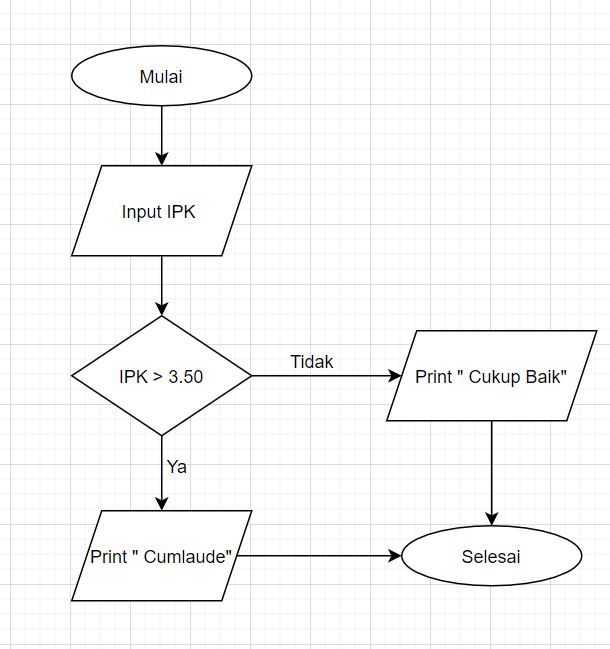 Mulai
Input IPK
IPK > 3.50
Tidak
Print " Cukup Baik"
Ya
Print " Cumlaude"
Selesai